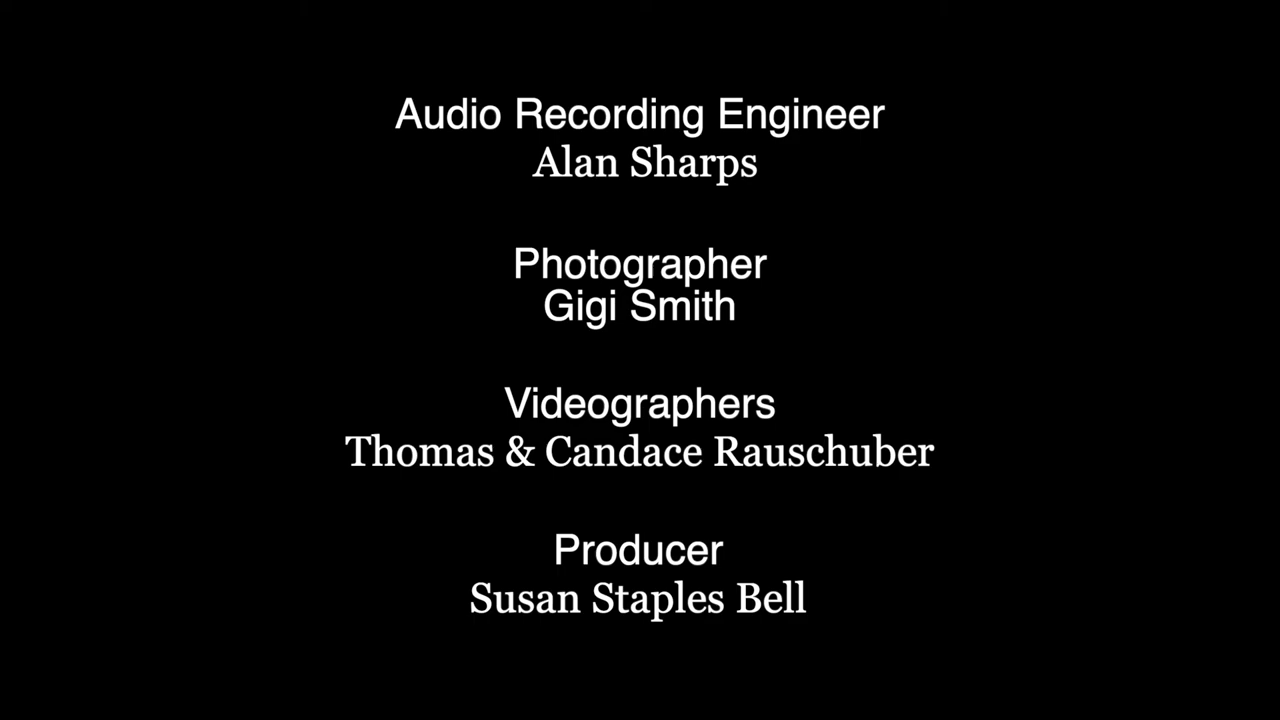 Audio Recording Engineer
Alan Sharps
Photographer
Gigi Smith
Videographers
Thomas & Candace Rauschuber
Producer
Susan Staples Bell